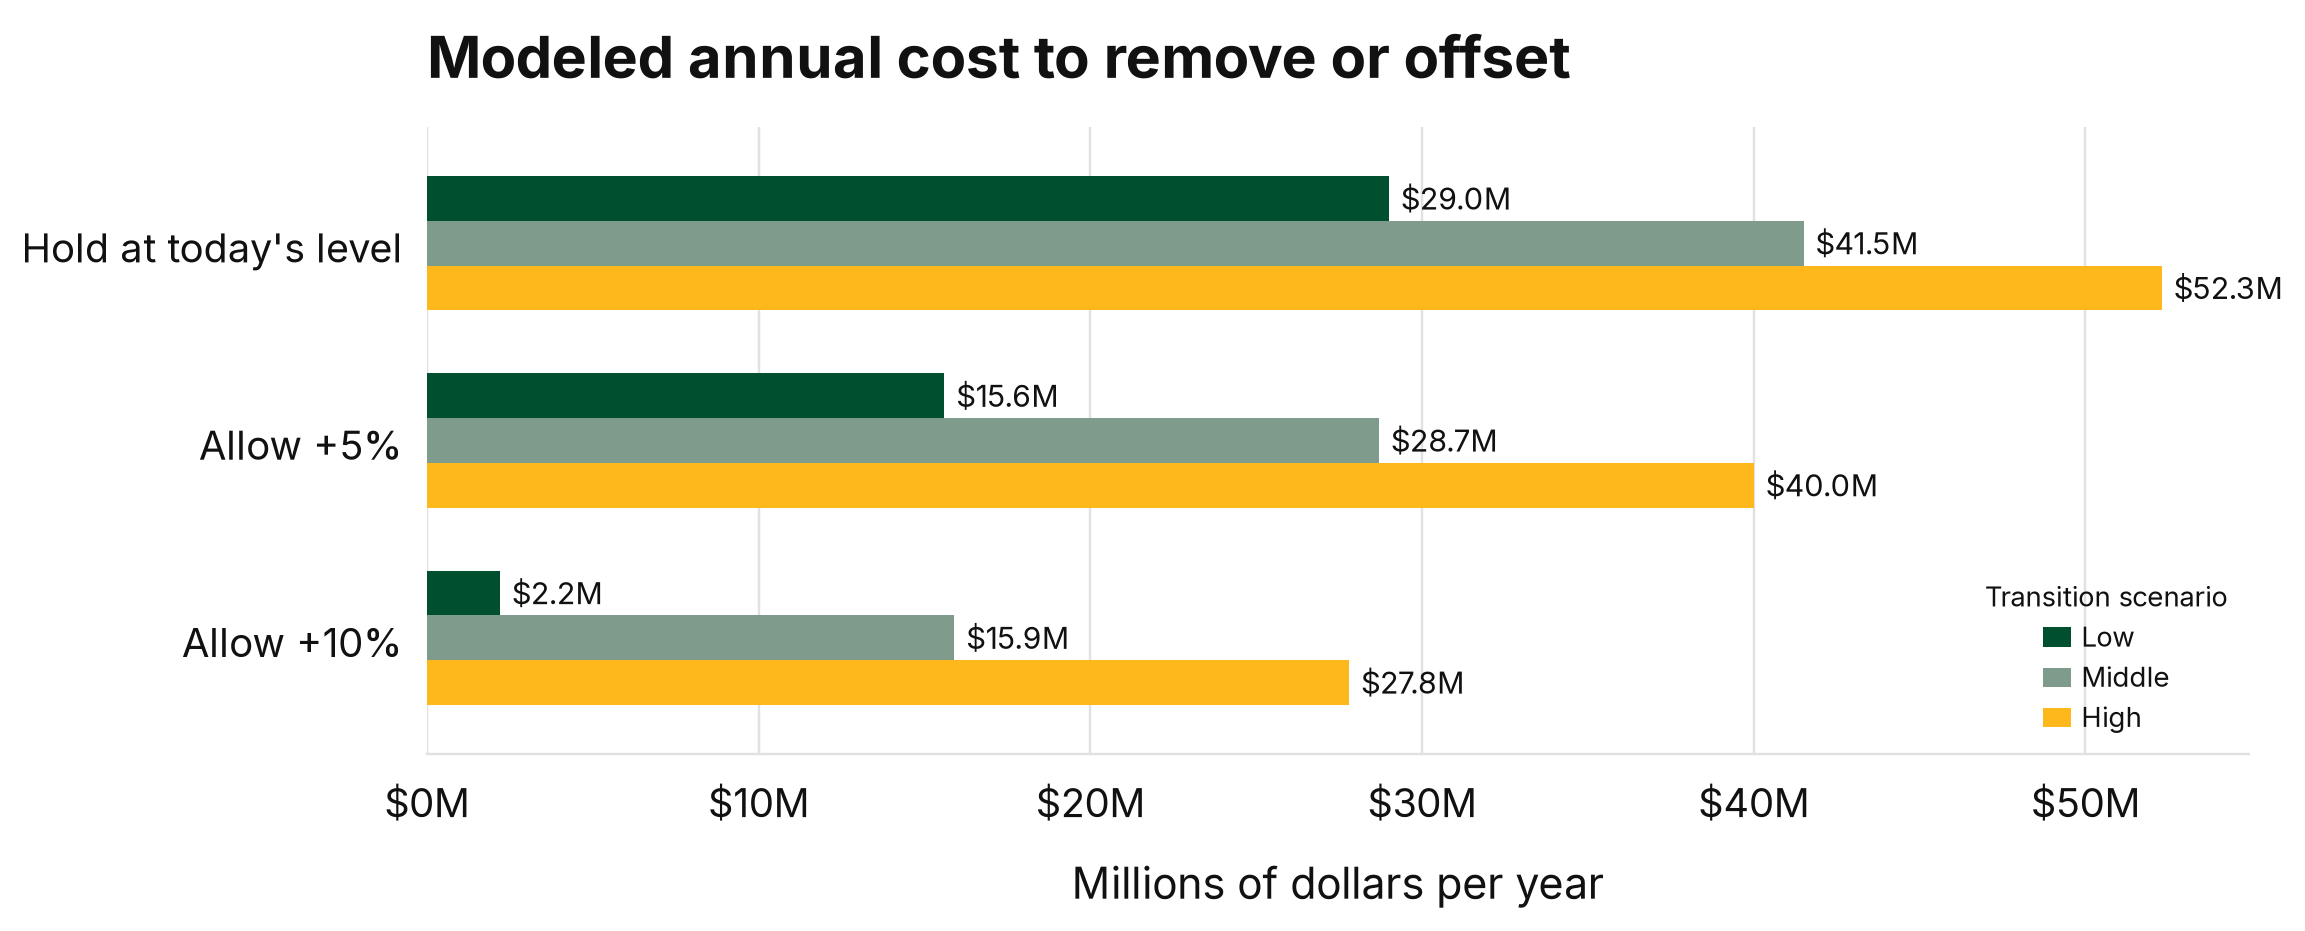 Modeled annual cost to remove or offset
Hold at today's level
$29.0M
$41.5M
$52.3M
Allow +5%
$15.6M
$28.7M
$40.0M
Allow +10%
$2.2M
$15.9M
$27.8M
Transition scenario
Low
Middle
High
$0M $10M $20M $30M $40M $50M
Millions of dollars per year